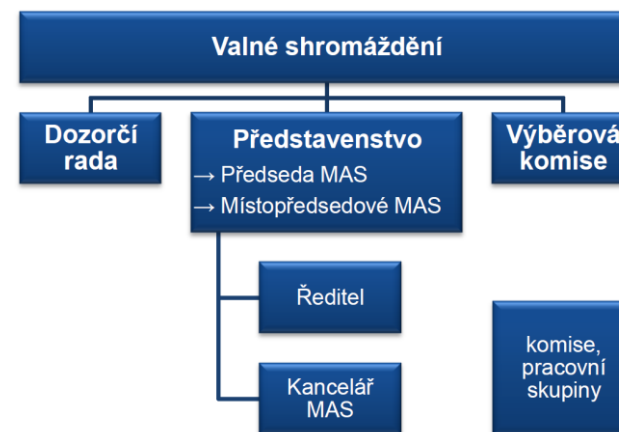 Valné shromáždění
Dozorčí
rada
Představenstvo
→ Předseda MAS
→ Místopředsedové MAS
Výběrová
komise
Ředitel
Kancelář
MAS
komise,
pracovní
skupiny